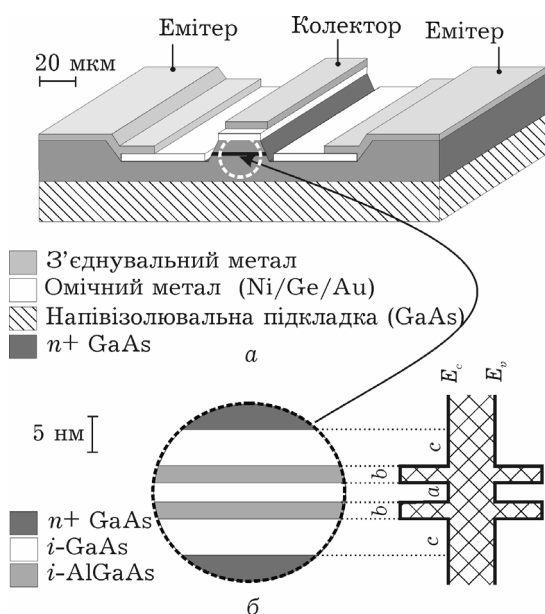 Емітер
Колектор
Емітер
20 мкм
З'єднувальний метал
Омічний метал (Ni/Ge/Au)
Напівізолювальна підкладка (GaAs)
n+ GaAs
а
5 нм
E_c
E_v
c
b
a
b
c
n+ GaAs
i-GaAs
i-AlGaAs
б